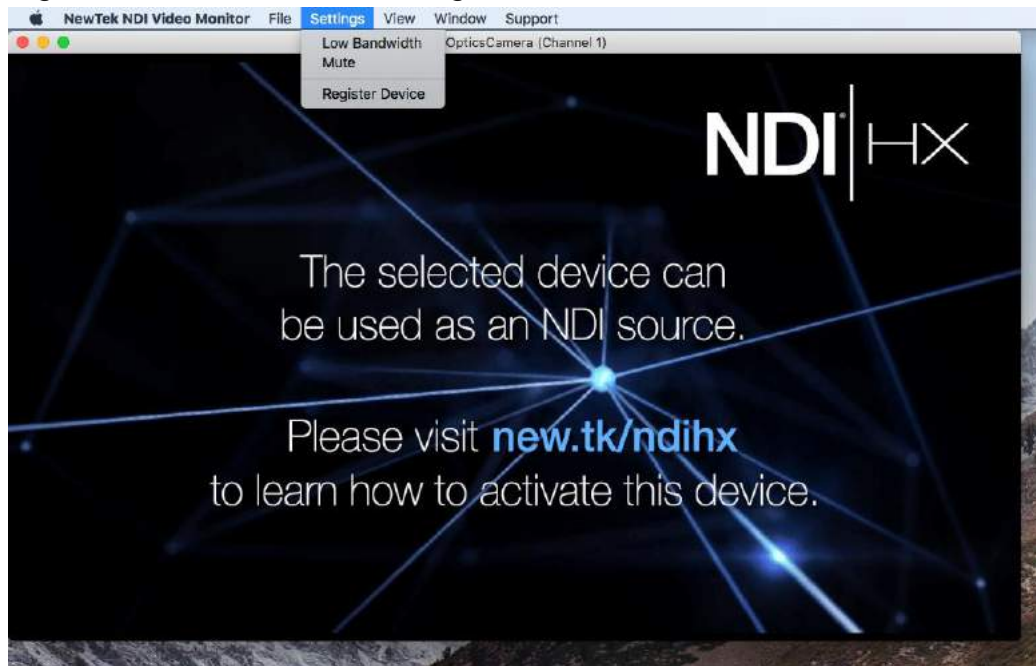 NewTek NDI Video Monitor File Settings View Window Support
Low Bandwidth
OpticsCamera (Channel 1)
Mute
Register Device
NDI® HX
The selected device can
be used as an NDI source.
Please visit new.tk/ndihx
to learn how to activate this device.